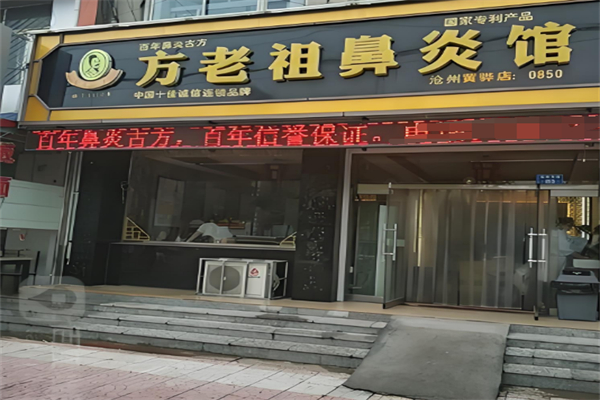 百年鼻炎古方
国家专利产品
方老祖鼻炎馆
中国十佳诚信连锁品牌
沧州黄骅店：0850
百年鼻炎古方，百年信誉保证。电